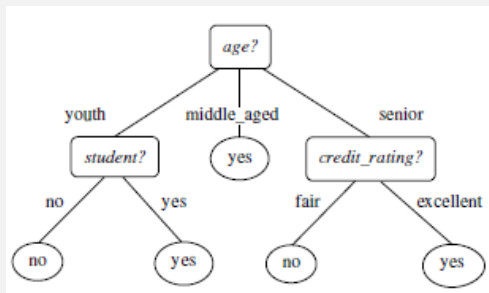 age?
youth middle_aged senior
student? yes credit_rating?
no yes fair excellent
no yes no yes